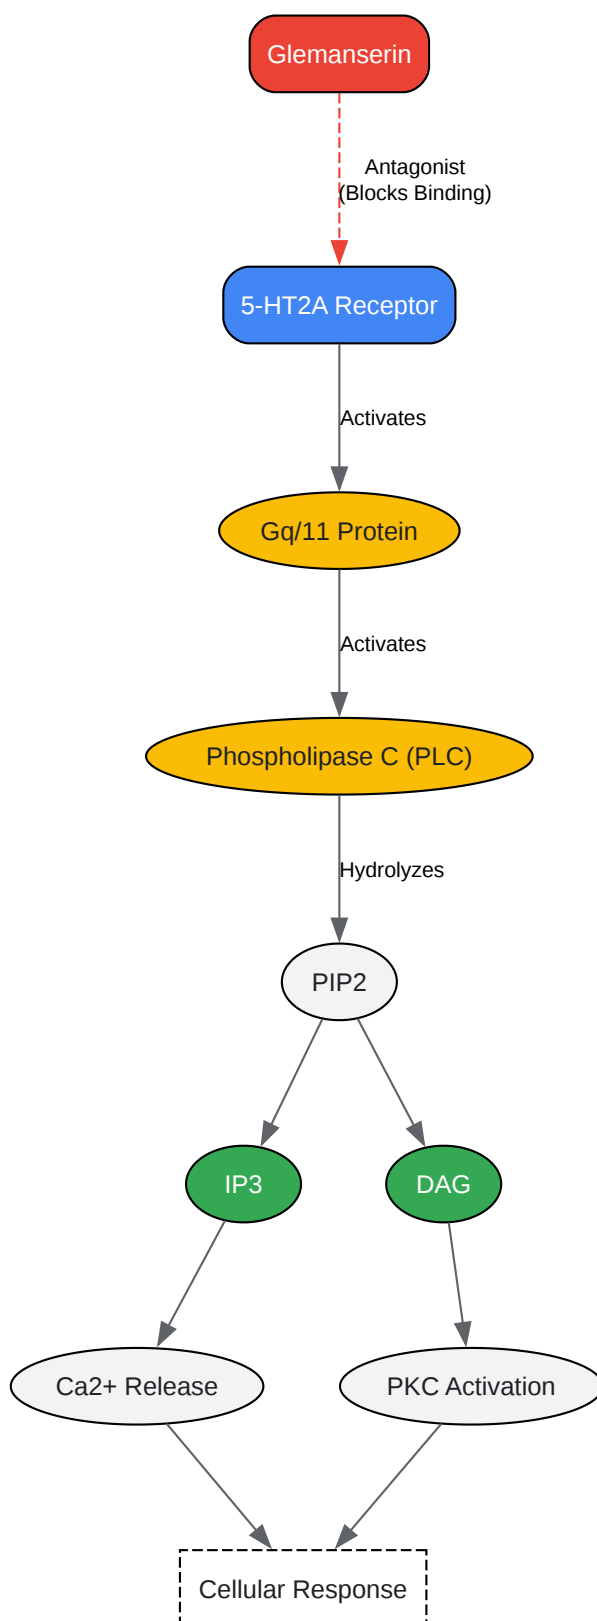 Glemanserin
Antagonist
(Blocks Binding)
5-HT2A Receptor
Activates
Gq/11 Protein
Activates
Phospholipase C (PLC)
Hydrolyzes
PIP2
IP3
DAG
Ca2+ Release
PKC Activation
Cellular Response